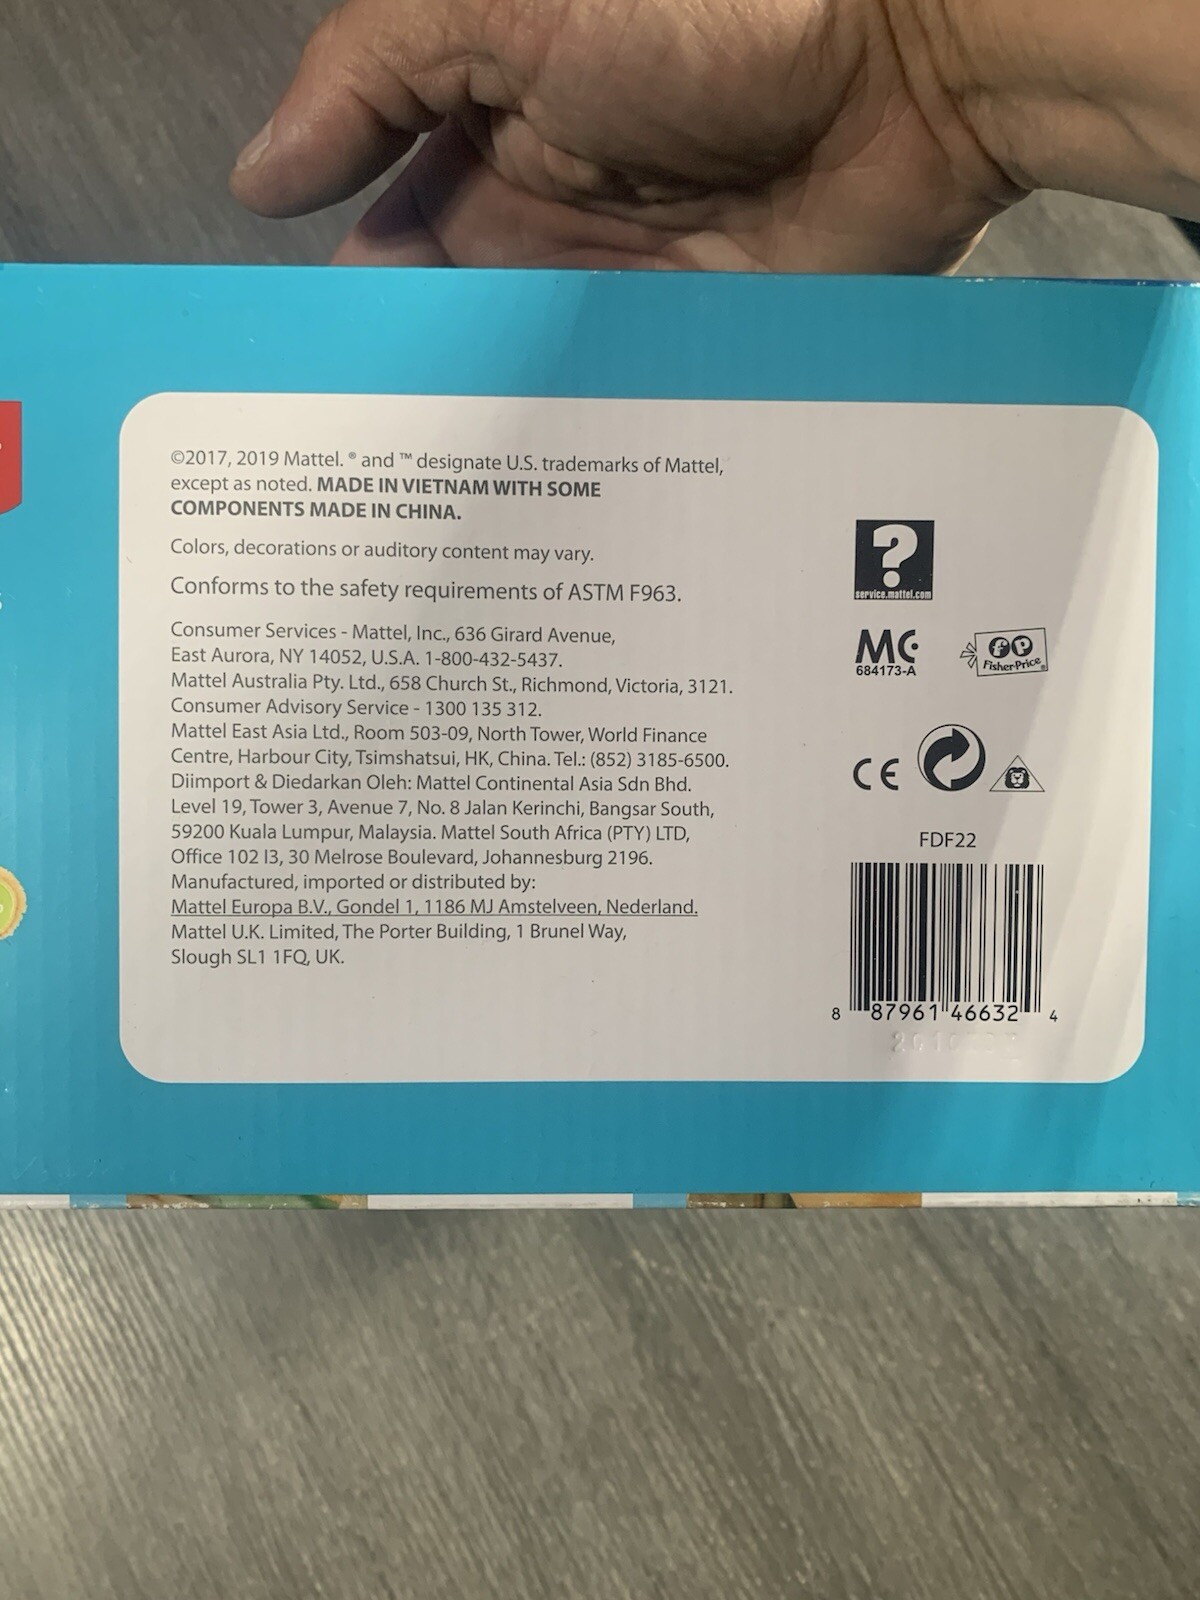 ©2017, 2019 Mattel. ® and ™ designate U.S. trademarks of Mattel,
except as noted. MADE IN VIETNAM WITH SOME
COMPONENTS MADE IN CHINA.
Colors, decorations or auditory content may vary.
Conforms to the safety requirements of ASTM F963.
Consumer Services - Mattel, Inc., 636 Girard Avenue,
East Aurora, NY 14052, U.S.A. 1-800-432-5437.
Mattel Australia Pty. Ltd., 658 Church St., Richmond, Victoria, 3121.
Consumer Advisory Service - 1300 135 312.
Mattel East Asia Ltd., Room 503-09, North Tower, World Finance
Centre, Harbour City, Tsimshatsui, HK, China. Tel.: (852) 3185-6500.
Diimport & Diedarkan Oleh: Mattel Continental Asia Sdn Bhd.
Level 19, Tower 3, Avenue 7, No. 8 Jalan Kerinchi, Bangsar South,
59200 Kuala Lumpur, Malaysia. Mattel South Africa (PTY) LTD,
Office 102 I3, 30 Melrose Boulevard, Johannesburg 2196.
Manufactured, imported or distributed by:
Mattel Europa B.V., Gondel 1, 1186 MJ Amstelveen, Nederland.
Mattel U.K. Limited, The Porter Building, 1 Brunel Way,
Slough SL1 1FQ, UK.
?
service.mattel.com
MC
684173-A
fp
Fisher-Price®
CE
FDF22
8 87961 46632 4